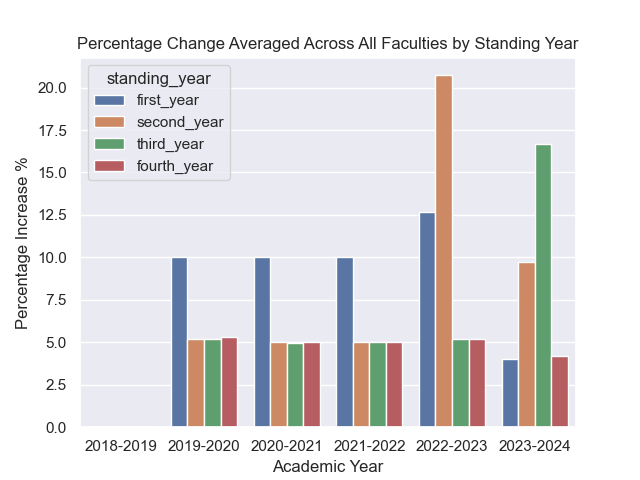 Percentage Change Averaged Across All Faculties by Standing Year
standing_year
first_year
second_year
third_year
fourth_year
Percentage Increase %
20.0
17.5
15.0
12.5
10.0
7.5
5.0
2.5
0.0
2018-2019 2019-2020 2020-2021 2021-2022 2022-2023 2023-2024
Academic Year